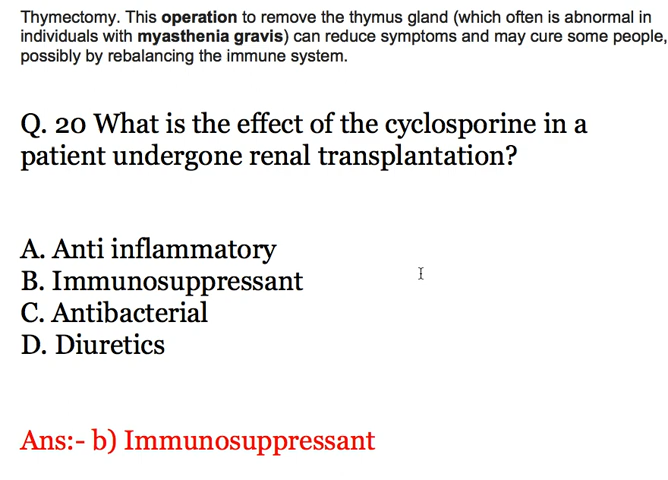 Thymectomy. This operation to remove the thymus gland (which often is abnormal in
individuals with myasthenia gravis) can reduce symptoms and may cure some people,
possibly by rebalancing the immune system.
Q. 20 What is the effect of the cyclosporine in a
patient undergone renal transplantation?
A. Anti inflammatory
B. Immunosuppressant
C. Antibacterial
D. Diuretics
Ans:- b) Immunosuppressant